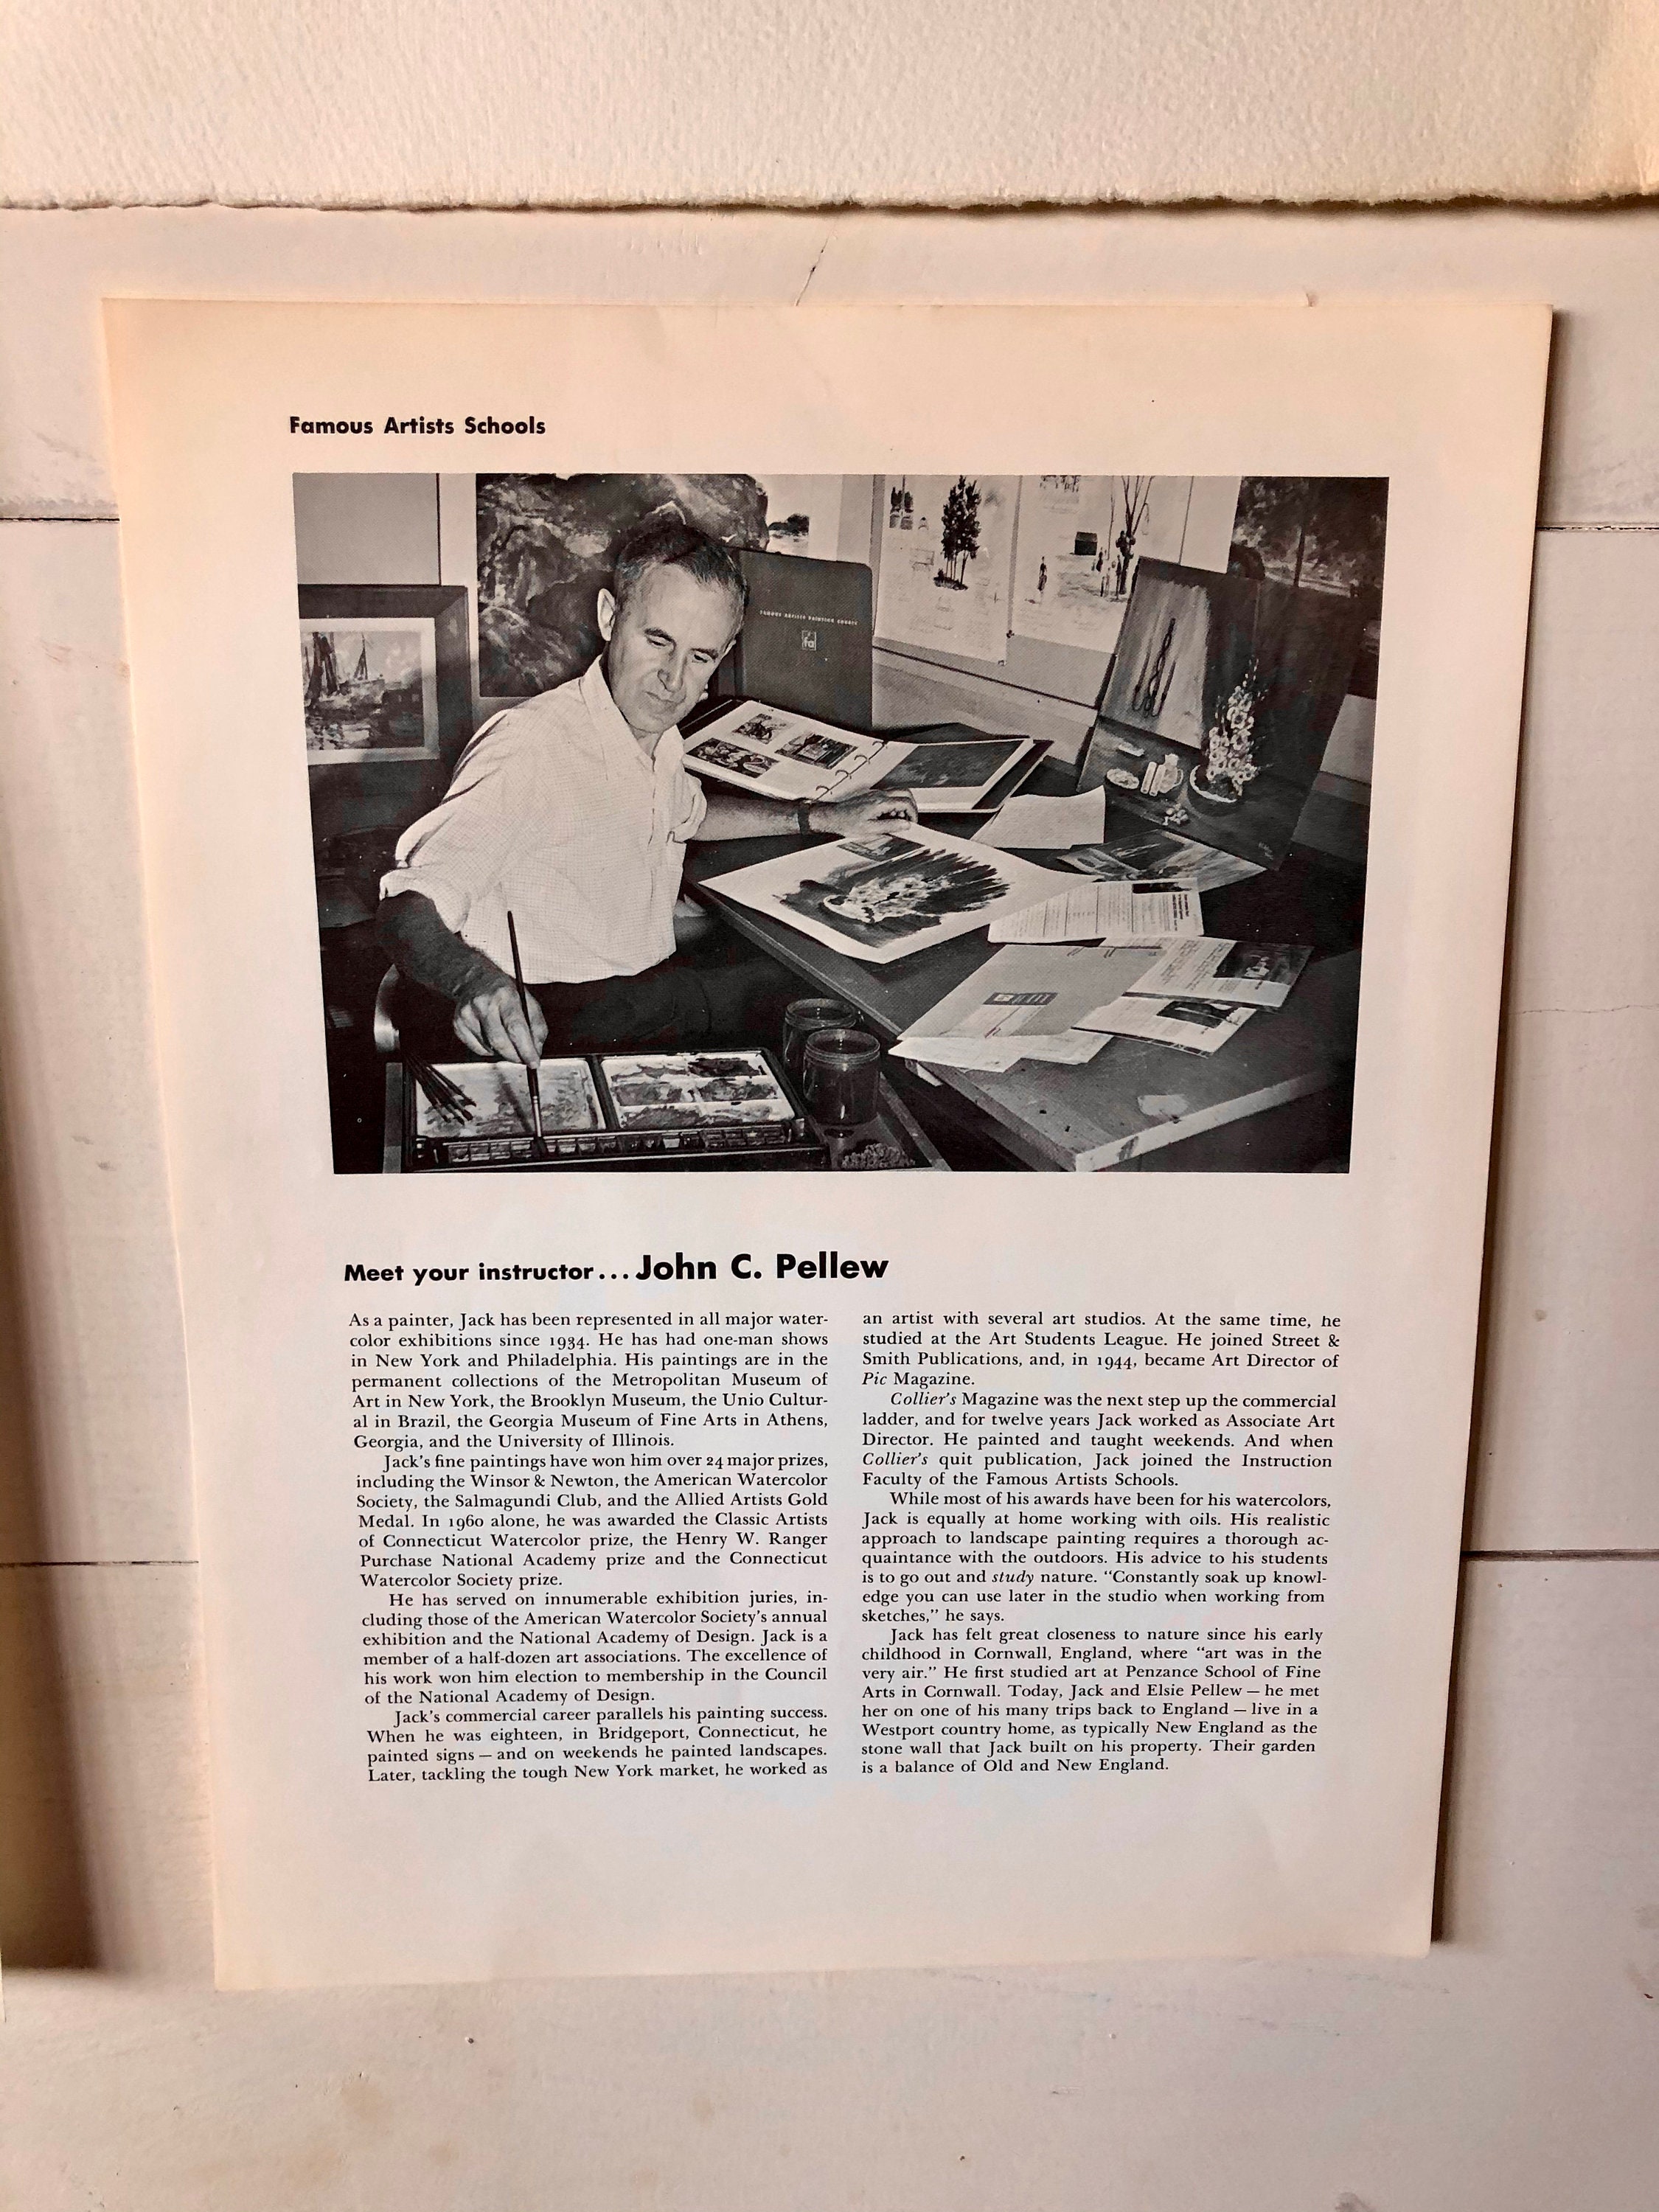 Famous Artists Schools
FAMOUS ARTISTS PAINTING COURSE
fa
Meet your instructor... John C. Pellew
As a painter, Jack has been represented in all major water-
color exhibitions since 1934. He has had one-man shows
in New York and Philadelphia. His paintings are in the
permanent collections of the Metropolitan Museum of
Art in New York, the Brooklyn Museum, the Unio Cultur-
al in Brazil, the Georgia Museum of Fine Arts in Athens,
Georgia, and the University of Illinois.
Jack's fine paintings have won him over 24 major prizes,
including the Winsor & Newton, the American Watercolor
Society, the Salmagundi Club, and the Allied Artists Gold
Medal. In 1960 alone, he was awarded the Classic Artists
of Connecticut Watercolor prize, the Henry W. Ranger
Purchase National Academy prize and the Connecticut
Watercolor Society prize.
He has served on innumerable exhibition juries, in-
cluding those of the American Watercolor Society's annual
exhibition and the National Academy of Design. Jack is a
member of a half-dozen art associations. The excellence of
his work won him election to membership in the Council
of the National Academy of Design.
Jack's commercial career parallels his painting success.
When he was eighteen, in Bridgeport, Connecticut, he
painted signs — and on weekends he painted landscapes.
Later, tackling the tough New York market, he worked as
an artist with several art studios. At the same time, he
studied at the Art Students League. He joined Street &
Smith Publications, and, in 1944, became Art Director of
Pic Magazine.
Collier's Magazine was the next step up the commercial
ladder, and for twelve years Jack worked as Associate Art
Director. He painted and taught weekends. And when
Collier's quit publication, Jack joined the Instruction
Faculty of the Famous Artists Schools.
While most of his awards have been for his watercolors,
Jack is equally at home working with oils. His realistic
approach to landscape painting requires a thorough ac-
quaintance with the outdoors. His advice to his students
is to go out and study nature. "Constantly soak up knowl-
edge you can use later in the studio when working from
sketches," he says.
Jack has felt great closeness to nature since his early
childhood in Cornwall, England, where "art was in the
very air." He first studied art at Penzance School of Fine
Arts in Cornwall. Today, Jack and Elsie Pellew — he met
her on one of his many trips back to England — live in a
Westport country home, as typically New England as the
stone wall that Jack built on his property. Their garden
is a balance of Old and New England.